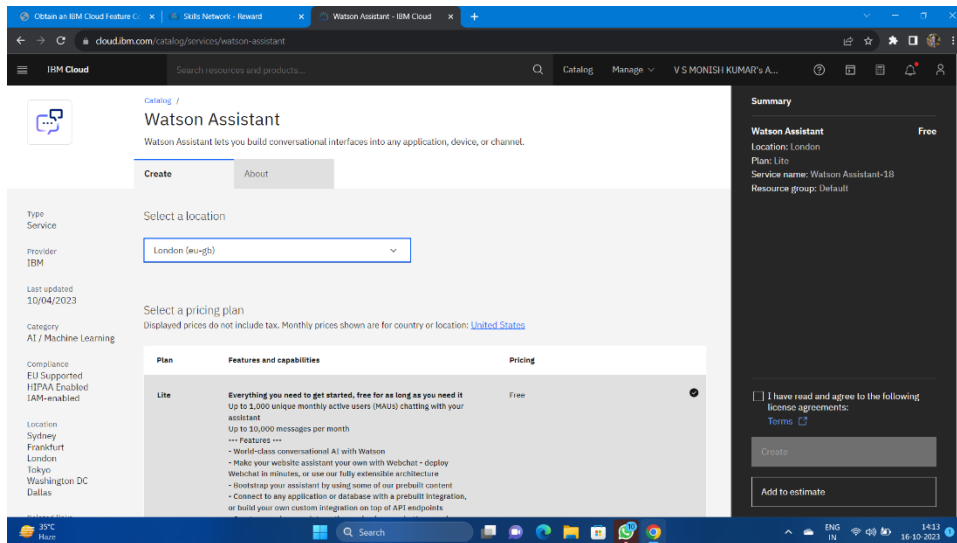 Obtain an IBM Cloud Feature Co
Skills Network - Reward
Watson Assistant - IBM Cloud
cloud.ibm.com/catalog/services/watson-assistant
IBM Cloud
Search resources and products...
Catalog
Manage
V S MONISH KUMAR's A...
Catalog /
Watson Assistant
Watson Assistant lets you build conversational interfaces into any application, device, or channel.
Create
About
Type
Service
Provider
IBM
Last updated
10/04/2023
Category
AI / Machine Learning
Compliance
EU Supported
HIPAA Enabled
IAM-enabled
Location
Sydney
Frankfurt
London
Tokyo
Washington DC
Dallas
Related links
Select a location
London (eu-gb)
Select a pricing plan
Displayed prices do not include tax. Monthly prices shown are for country or location: United States
Plan
Features and capabilities
Pricing
Lite
Everything you need to get started, free for as long as you need it
Free
Up to 1,000 unique monthly active users (MAUs) chatting with your
assistant
Up to 10,000 messages per month
--- Features ---
- World-class conversational AI with Watson
- Make your website assistant your own with Webchat - deploy
Webchat in minutes, or use our fully extensible architecture
- Bootstrap your assistant by using some of our prebuilt content
- Connect to any application or database with a prebuilt integration,
or build your own custom integration on top of API endpoints
Summary
Watson Assistant
Free
Location: London
Plan: Lite
Service name: Watson Assistant-18
Resource group: Default
I have read and agree to the following
license agreements:
Terms
Create
Add to estimate
35°C
Haze
Search
10
ENG
IN
14:13
16-10-2023
1